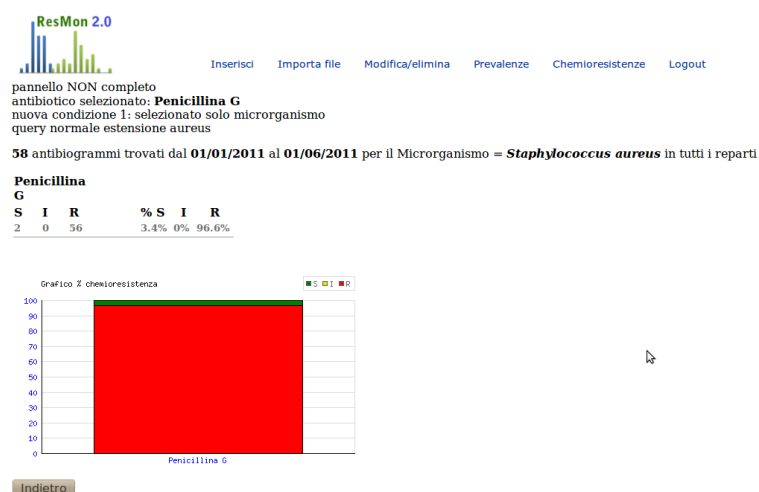 ResMon 2.0
Inserisci Importa file Modifica/elimina Prevalenze Chemioresistenze Logout
pannello NON completo
antibiotico selezionato: Penicillina G
nuova condizione 1: selezionato solo microrganismo
query normale estensione aureus
58 antibiogrammi trovati dal 01/01/2011 al 01/06/2011 per il Microrganismo = Staphylococcus aureus in tutti i reparti
Penicillina
G
S I R % S I R
2 0 56 3.4% 0% 96.6%
Grafico % chemioresistenza S I R
100
90
80
70
60
50
40
30
20
10
0
Penicillina G
Indietro